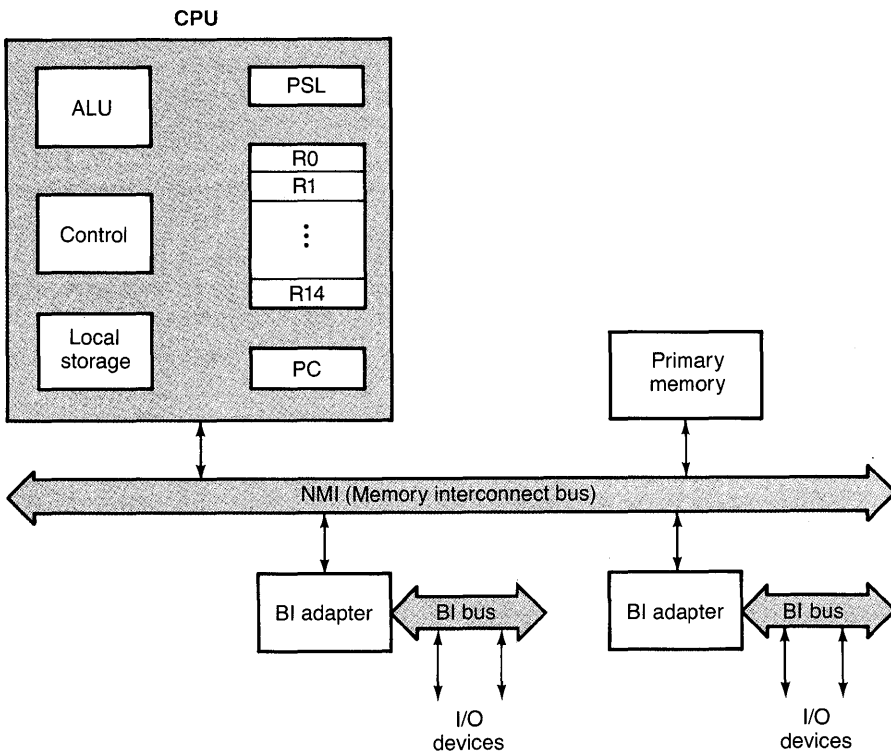 CPU
ALU
PSL
R0
R1
⋮
R14
Control
Local
storage
PC
Primary
memory
NMI (Memory interconnect bus)
BI adapter
BI bus
BI adapter
BI bus
I/O
devices
I/O
devices